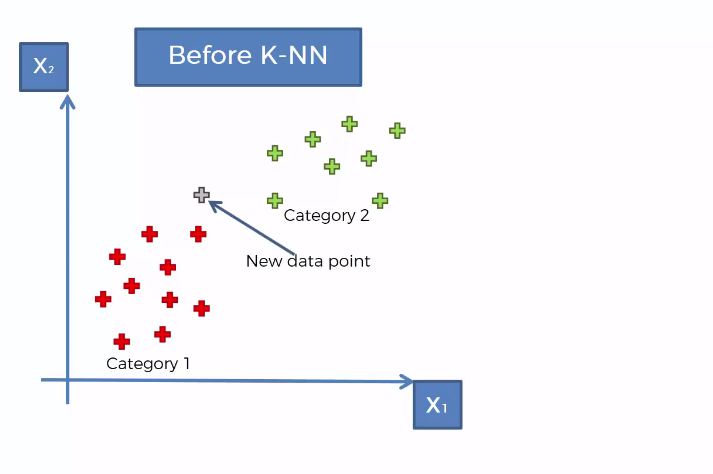 Before K-NN
X₂
Category 2
New data point
Category 1
X₁